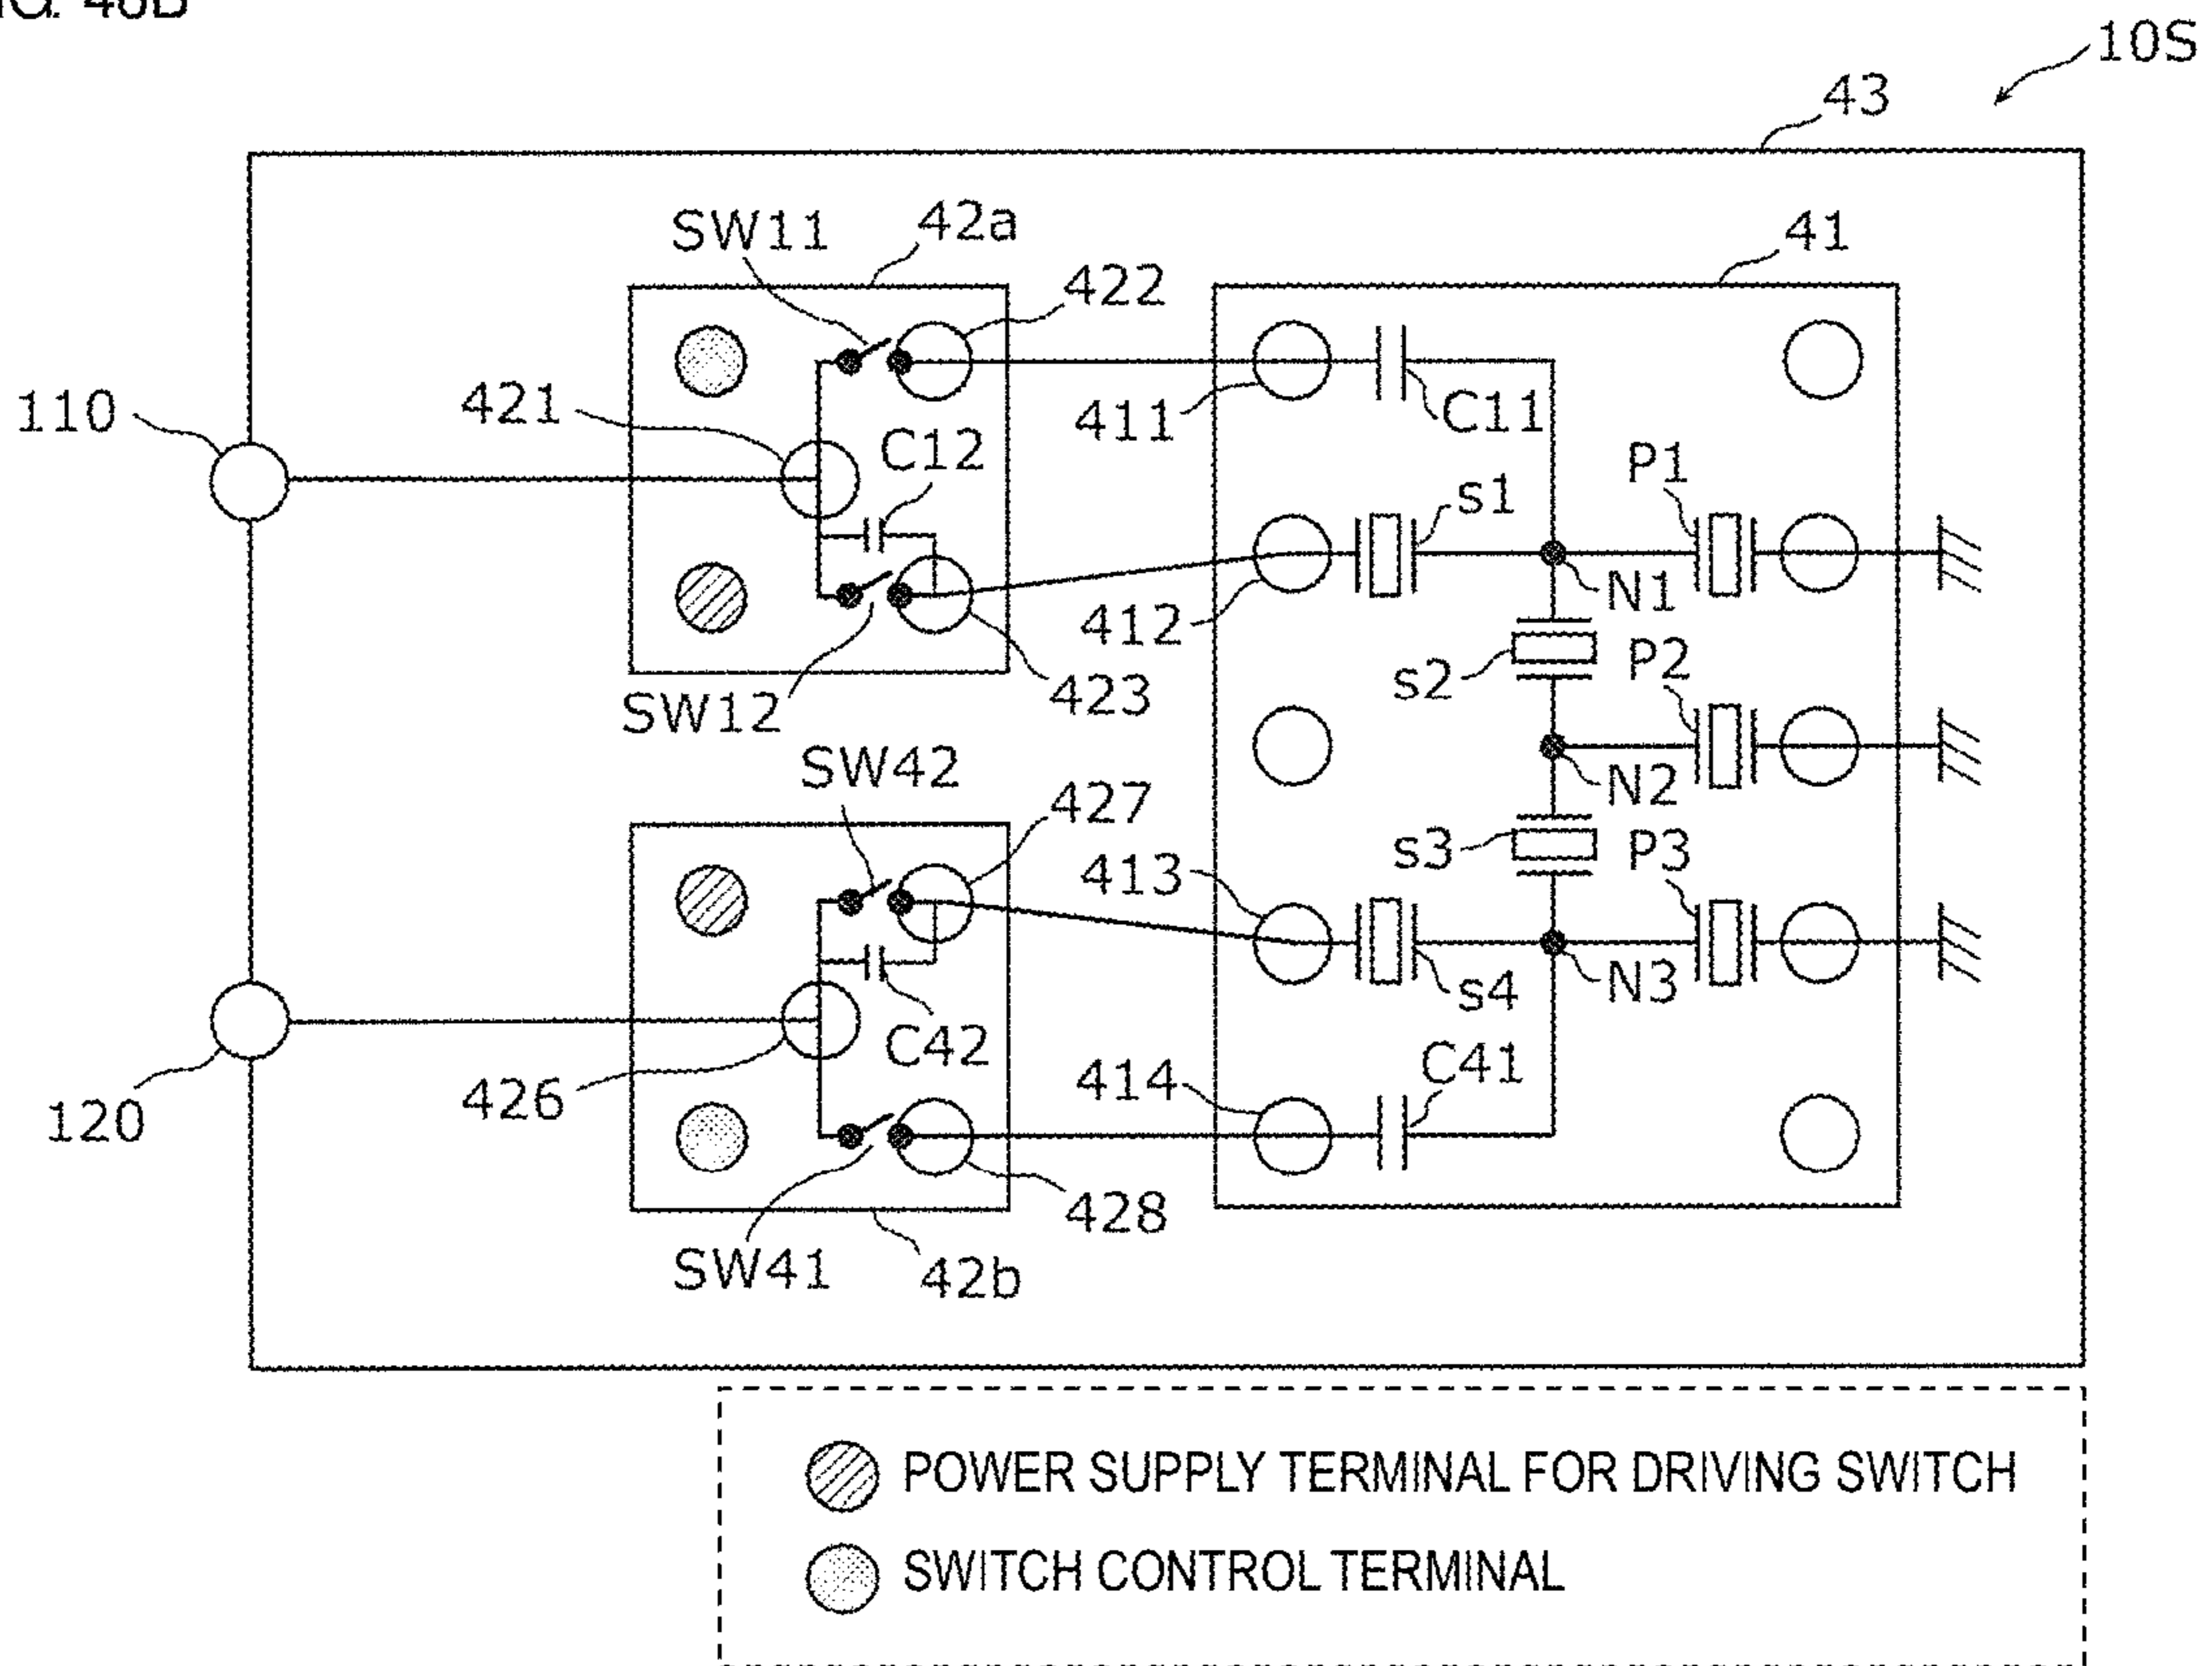 10S
43
SW11
42a
41
422
110
421
C12
411
C11
P1
s1
N1
412
s2
P2
SW12
423
SW42
N2
427
s3
P3
413
s4
N3
C42
C41
426
414
120
428
SW41
42b
POWER SUPPLY TERMINAL FOR DRIVING SWITCH
SWITCH CONTROL TERMINAL